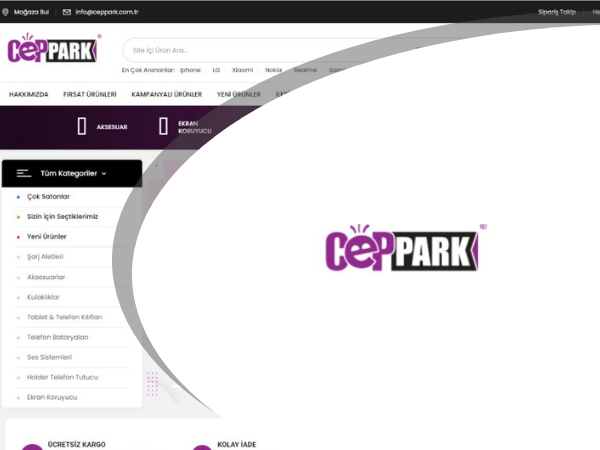 Mağaza Bul
info@ceppark.com.tr
Sipariş Takip
He
CEPPARK
Site İçi Ürün Ara...
En Çok Arananlar: iphone LG Xiaomi Nokia Realme
HAKKIMIZDA FIRSAT ÜRÜNLERİ KAMPANYALI ÜRÜNLER YENİ ÜRÜNLER
AKSESUAR
EKRAN
KORUYUCU
Tüm Kategoriler
Çok Satanlar
Sizin İçin Seçtiklerimiz
Yeni Ürünler
Şarj Aletleri
Aksesuarlar
Kulaklıklar
Tablet & Telefon Kılıfları
Telefon Bataryaları
Ses Sistemleri
Holder Telefon Tutucu
Ekran Koruyucu
CEPPARK
ÜCRETSİZ KARGO
KOLAY İADE